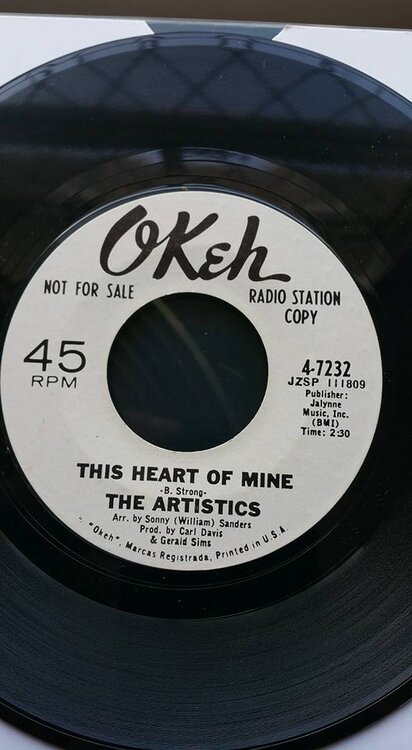 OKeh
NOT FOR SALE
RADIO STATION
COPY
45
RPM
4-7232
JZSP 111809
Publisher:
Jalynne
Music, Inc.
(BMI)
Time: 2:30
THIS HEART OF MINE
-B. Strong-
THE ARTISTICS
Arr. by Sonny (William) Sanders
Prod. by Carl Davis
& Gerald Sims
"Okeh", Marcas Registrada, Printed in U.S.A.